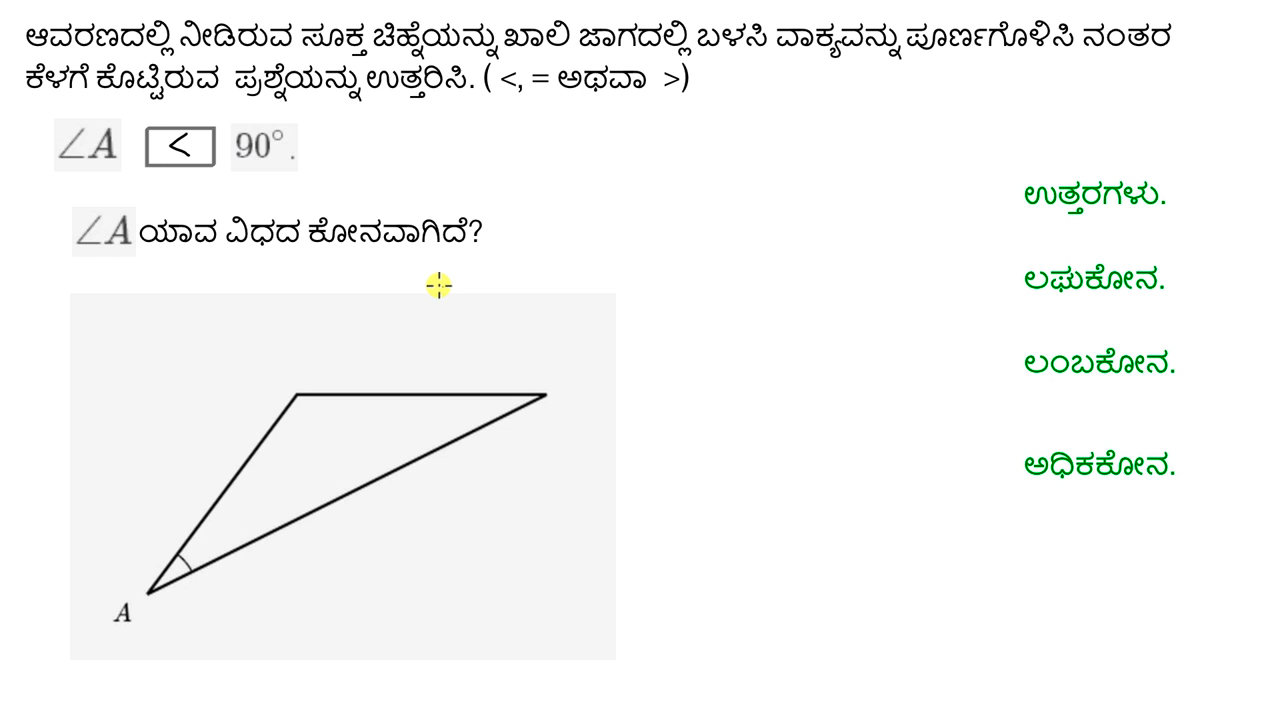 ಆವರಣದಲ್ಲಿ ನೀಡಿರುವ ಸೂಕ್ತ ಚಿಹ್ನೆಯನ್ನು ಖಾಲಿ ಜಾಗದಲ್ಲಿ ಬಳಸಿ ವಾಕ್ಯವನ್ನು ಪೂರ್ಣಗೊಳಿಸಿ ನಂತರ
ಕೆಳಗೆ ಕೊಟ್ಟಿರುವ ಪ್ರಶ್ನೆಯನ್ನು ಉತ್ತರಿಸಿ. ( <, = ಅಥವಾ >)
∠A < 90°.
∠A ಯಾವ ವಿಧದ ಕೋನವಾಗಿದೆ?
ಉತ್ತರಗಳು.
ಲಘುಕೋನ.
ಲಂಬಕೋನ.
ಅಧಿಕಕೋನ.
A